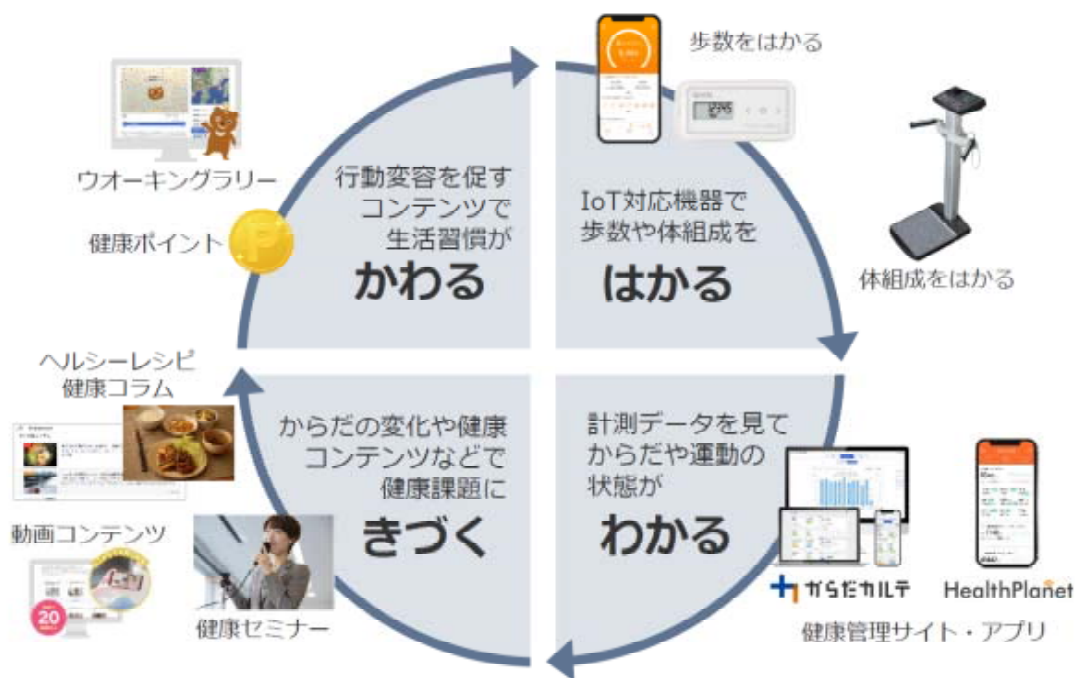 歩数をはかる
IoT対応機器で
歩数や体組成を
はかる
体組成をはかる
計測データを見て
からだや運動の
状態が
わかる
からだカルテ
HealthPlanet
健康管理サイト・アプリ
からだの変化や健康
コンテンツなどで
健康課題に
きづく
ヘルシーレシピ
健康コラム
動画コンテンツ
20
健康セミナー
行動変容を促す
コンテンツで
生活習慣が
かわる
ウオーキングラリー
健康ポイント
P